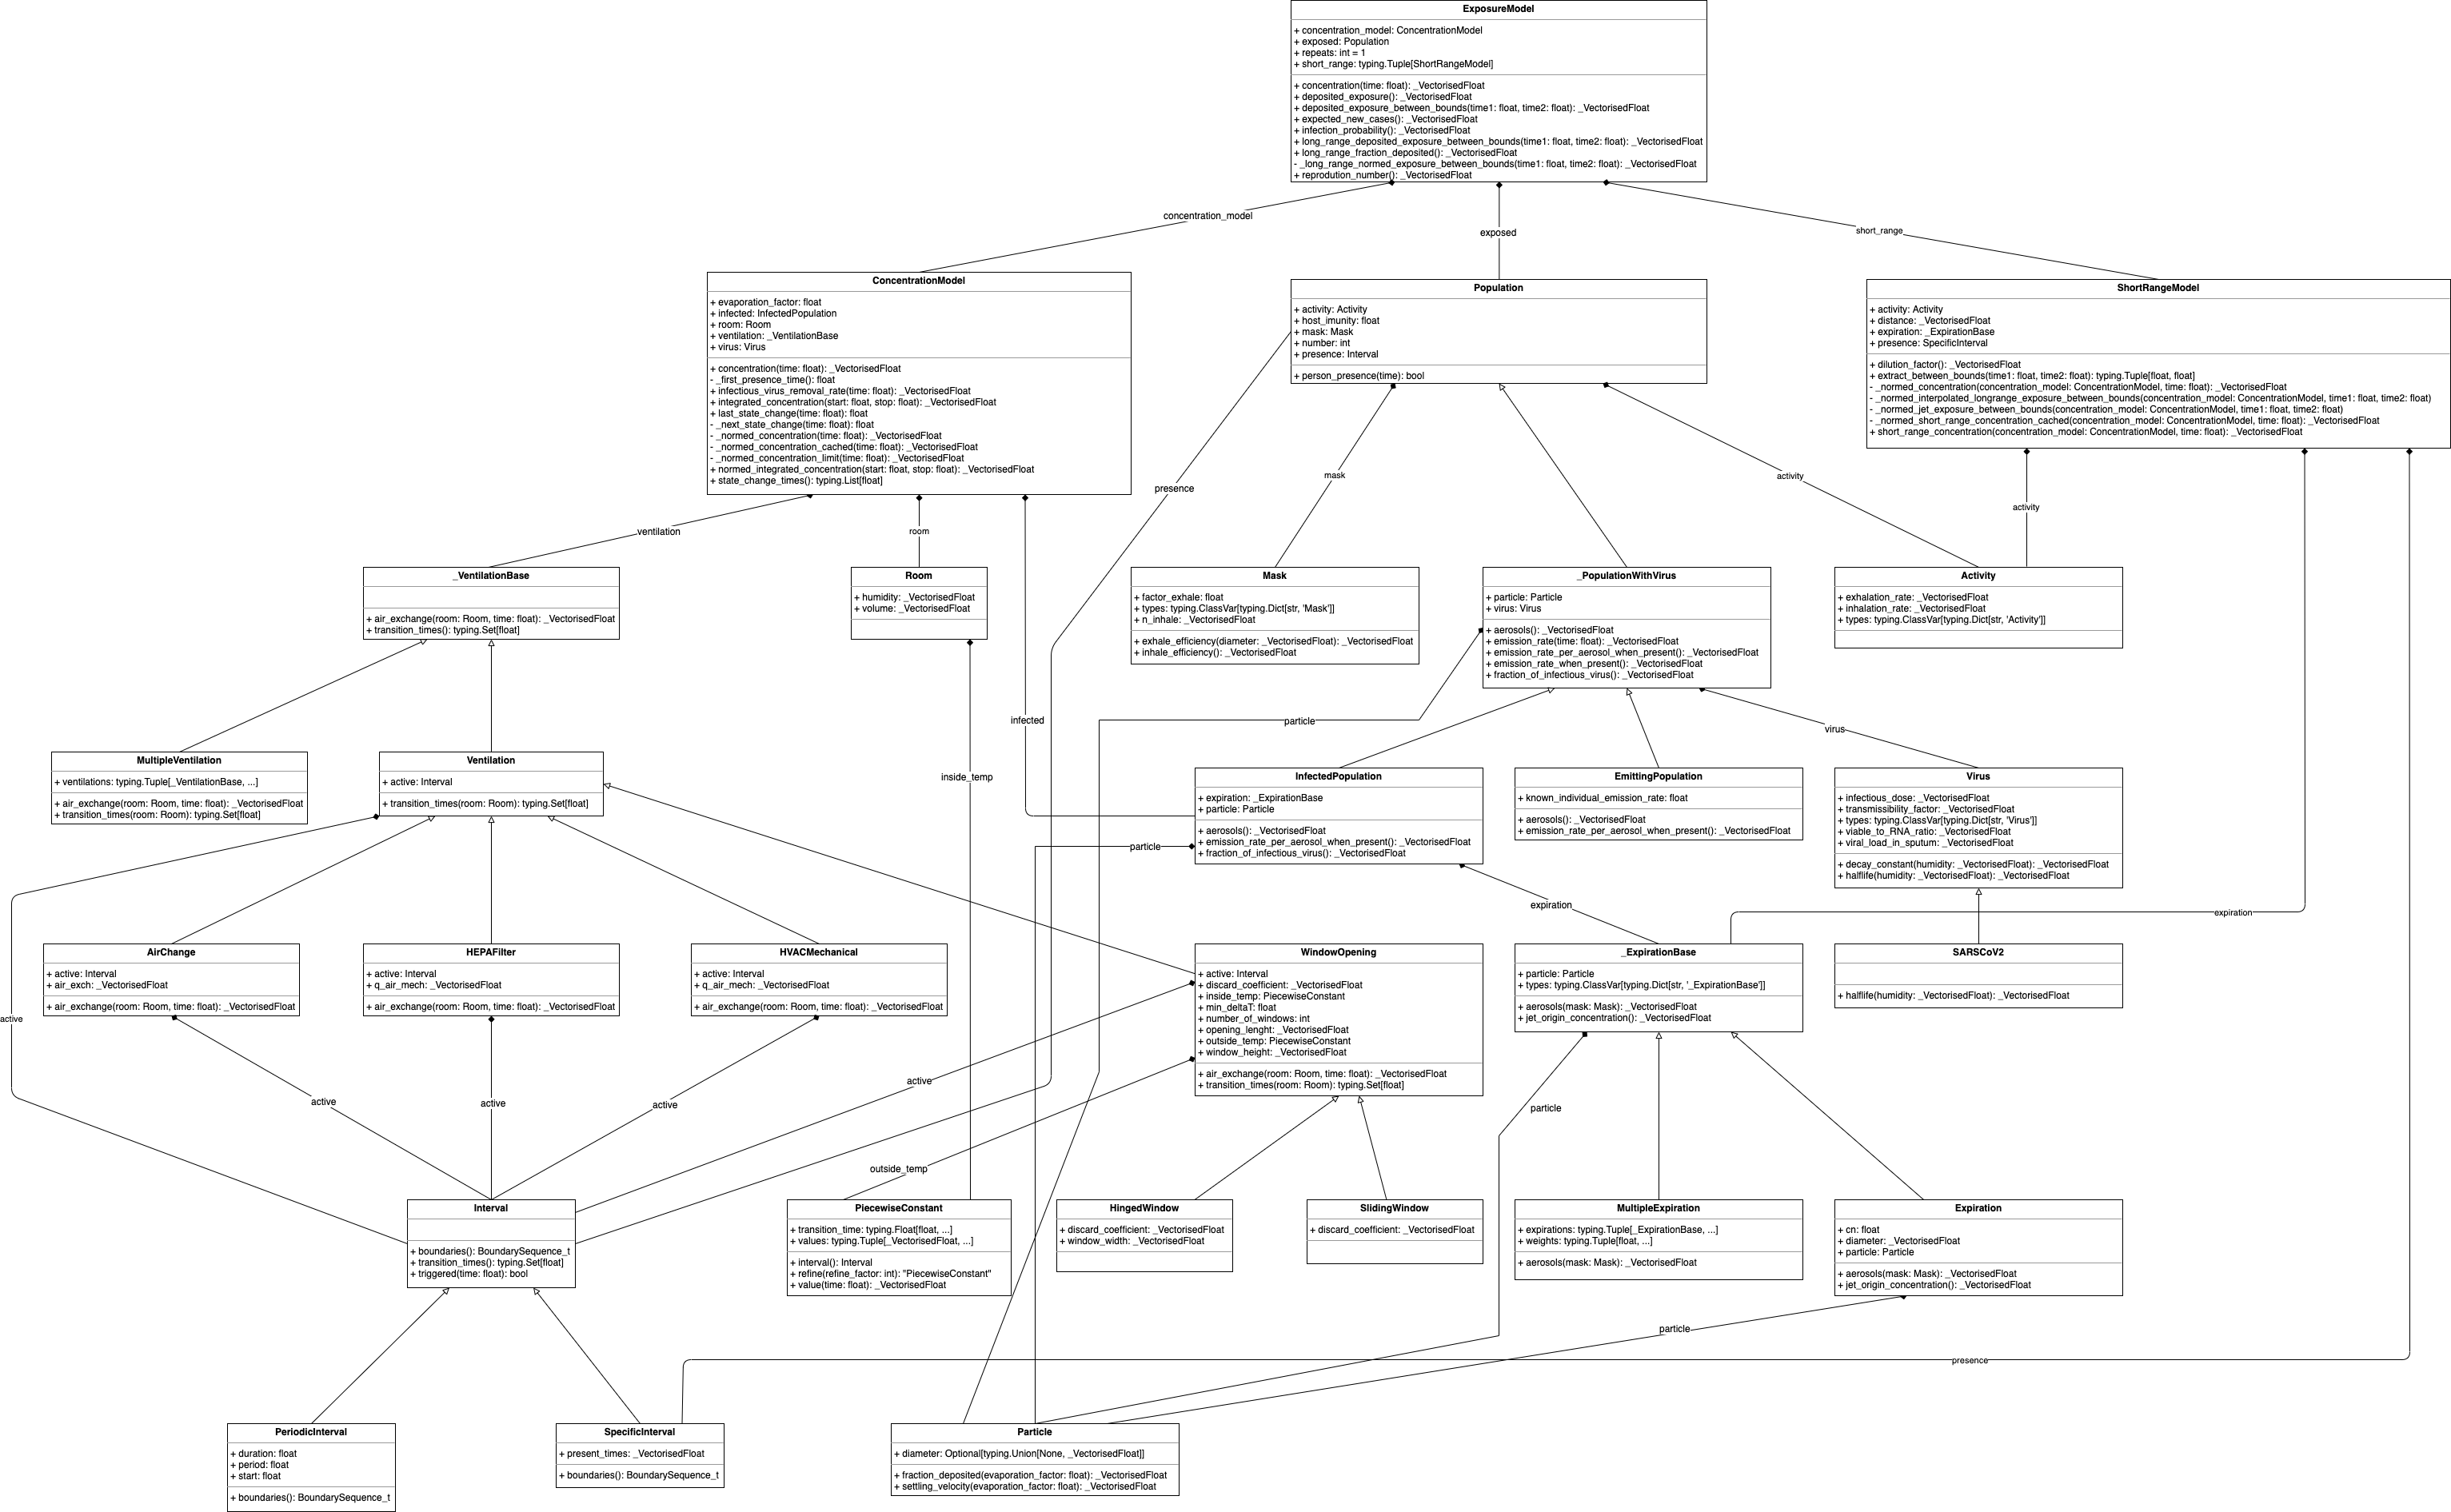 ExposureModel
+ concentration_model: ConcentrationModel
+ exposed: Population
+ repeats: int = 1
+ short_range: typing.Tuple[ShortRangeModel]
+ concentration(time: float): _VectorisedFloat
+ deposited_exposure(): _VectorisedFloat
+ deposited_exposure_between_bounds(time1: float, time2: float): _VectorisedFloat
+ expected_new_cases(): _VectorisedFloat
+ infection_probability(): _VectorisedFloat
+ long_range_deposited_exposure_between_bounds(time1: float, time2: float): _VectorisedFloat
+ long_range_fraction_deposited(): _VectorisedFloat
- _long_range_normed_exposure_between_bounds(time1: float, time2: float): _VectorisedFloat
+ reprodution_number(): _VectorisedFloat
concentration_model
exposed
short_range
ConcentrationModel
+ evaporation_factor: float
+ infected: InfectedPopulation
+ room: Room
+ ventilation: _VentilationBase
+ virus: Virus
+ concentration(time: float): _VectorisedFloat
- _first_presence_time(): float
+ infectious_virus_removal_rate(time: float): _VectorisedFloat
+ integrated_concentration(start: float, stop: float): _VectorisedFloat
+ last_state_change(time: float): float
- _next_state_change(time: float): float
- _normed_concentration(time: float): _VectorisedFloat
- _normed_concentration_cached(time: float): _VectorisedFloat
- _normed_concentration_limit(time: float): _VectorisedFloat
+ normed_integrated_concentration(start: float, stop: float): _VectorisedFloat
+ state_change_times(): typing.List[float]
Population
+ activity: Activity
+ host_imunity: float
+ mask: Mask
+ number: int
+ presence: Interval
+ person_presence(time): bool
ShortRangeModel
+ activity: Activity
+ distance: _VectorisedFloat
+ expiration: _ExpirationBase
+ presence: SpecificInterval
+ dilution_factor(): _VectorisedFloat
+ extract_between_bounds(time1: float, time2: float): typing.Tuple[float, float]
- _normed_concentration(concentration_model: ConcentrationModel, time: float): _VectorisedFloat
- _normed_interpolated_longrange_exposure_between_bounds(concentration_model: ConcentrationModel, time1: float, time2: float)
- _normed_jet_exposure_between_bounds(concentration_model: ConcentrationModel, time1: float, time2: float)
- _normed_short_range_concentration_cached(concentration_model: ConcentrationModel, time: float): _VectorisedFloat
+ short_range_concentration(concentration_model: ConcentrationModel, time: float): _VectorisedFloat
ventilation
room
presence
mask
activity
activity
_VentilationBase
+ air_exchange(room: Room, time: float): _VectorisedFloat
+ transition_times(): typing.Set[float]
Room
+ humidity: _VectorisedFloat
+ volume: _VectorisedFloat
Mask
+ factor_exhale: float
+ types: typing.ClassVar[typing.Dict[str, 'Mask']]
+ n_inhale: _VectorisedFloat
+ exhale_efficiency(diameter: _VectorisedFloat): _VectorisedFloat
+ inhale_efficiency(): _VectorisedFloat
_PopulationWithVirus
+ particle: Particle
+ virus: Virus
+ aerosols(): _VectorisedFloat
+ emission_rate(time: float): _VectorisedFloat
+ emission_rate_per_aerosol_when_present(): _VectorisedFloat
+ emission_rate_when_present(): _VectorisedFloat
+ fraction_of_infectious_virus(): _VectorisedFloat
Activity
+ exhalation_rate: _VectorisedFloat
+ inhalation_rate: _VectorisedFloat
+ types: typing.ClassVar[typing.Dict[str, 'Activity']]
infected
particle
virus
inside_temp
MultipleVentilation
+ ventilations: typing.Tuple[_VentilationBase, ...]
+ air_exchange(room: Room, time: float): _VectorisedFloat
+ transition_times(room: Room): typing.Set[float]
Ventilation
+ active: Interval
+ transition_times(room: Room): typing.Set[float]
InfectedPopulation
+ expiration: _ExpirationBase
+ particle: Particle
+ aerosols(): _VectorisedFloat
+ emission_rate_per_aerosol_when_present(): _VectorisedFloat
+ fraction_of_infectious_virus(): _VectorisedFloat
EmittingPopulation
+ known_individual_emission_rate: float
+ aerosols(): _VectorisedFloat
+ emission_rate_per_aerosol_when_present(): _VectorisedFloat
Virus
+ infectious_dose: _VectorisedFloat
+ transmissibility_factor: _VectorisedFloat
+ types: typing.ClassVar[typing.Dict[str, 'Virus']]
+ viable_to_RNA_ratio: _VectorisedFloat
+ viral_load_in_sputum: _VectorisedFloat
+ decay_constant(humidity: _VectorisedFloat): _VectorisedFloat
+ halflife(humidity: _VectorisedFloat): _VectorisedFloat
particle
expiration
expiration
AirChange
+ active: Interval
+ air_exch: _VectorisedFloat
+ air_exchange(room: Room, time: float): _VectorisedFloat
HEPAFilter
+ active: Interval
+ q_air_mech: _VectorisedFloat
+ air_exchange(room: Room, time: float): _VectorisedFloat
HVACMechanical
+ active: Interval
+ q_air_mech: _VectorisedFloat
+ air_exchange(room: Room, time: float): _VectorisedFloat
WindowOpening
+ active: Interval
+ discard_coefficient: _VectorisedFloat
+ inside_temp: PiecewiseConstant
+ min_deltaT: float
+ number_of_windows: int
+ opening_lenght: _VectorisedFloat
+ outside_temp: PiecewiseConstant
+ window_height: _VectorisedFloat
+ air_exchange(room: Room, time: float): _VectorisedFloat
+ transition_times(room: Room): typing.Set[float]
_ExpirationBase
+ particle: Particle
+ types: typing.ClassVar[typing.Dict[str, '_ExpirationBase']]
+ aerosols(mask: Mask): _VectorisedFloat
+ jet_origin_concentration(): _VectorisedFloat
SARSCoV2
+ halflife(humidity: _VectorisedFloat): _VectorisedFloat
active
active
active
active
active
particle
outside_temp
Interval
+ boundaries(): BoundarySequence_t
+ transition_times(): typing.Set[float]
+ triggered(time: float): bool
PiecewiseConstant
+ transition_time: typing.Float[float, ...]
+ values: typing.Tuple[_VectorisedFloat, ...]
+ interval(): Interval
+ refine(refine_factor: int): "PiecewiseConstant"
+ value(time: float): _VectorisedFloat
HingedWindow
+ discard_coefficient: _VectorisedFloat
+ window_width: _VectorisedFloat
SlidingWindow
+ discard_coefficient: _VectorisedFloat
MultipleExpiration
+ expirations: typing.Tuple[_ExpirationBase, ...]
+ weights: typing.Tuple[float, ...]
+ aerosols(mask: Mask): _VectorisedFloat
Expiration
+ cn: float
+ diameter: _VectorisedFloat
+ particle: Particle
+ aerosols(mask: Mask): _VectorisedFloat
+ jet_origin_concentration(): _VectorisedFloat
particle
presence
PeriodicInterval
+ duration: float
+ period: float
+ start: float
+ boundaries(): BoundarySequence_t
SpecificInterval
+ present_times: _VectorisedFloat
+ boundaries(): BoundarySequence_t
Particle
+ diameter: Optional[typing.Union[None, _VectorisedFloat]]
+ fraction_deposited(evaporation_factor: float): _VectorisedFloat
+ settling_velocity(evaporation_factor: float): _VectorisedFloat